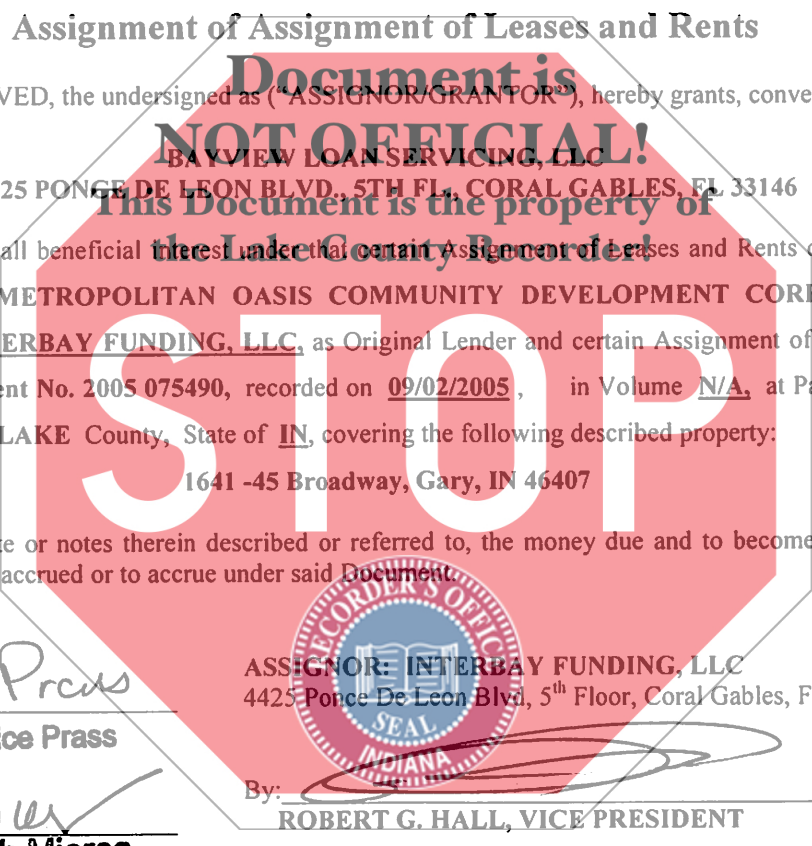 Assignment of Assignment of Leases and Rents
Document is
VED, the undersigned as ("ASSIGNOR/GRANTOR"), hereby grants, conve
NOT OFFICIAL!
BAYVIEW LOAN SERVICING, LLC
25 PONCE DE LEON BLVD., 5TH FL., CORAL GABLES, FL 33146
This Document is the property of
all beneficial interest under that certain Assignment of Leases and Rents
the Lake County Recorder!
METROPOLITAN OASIS COMMUNITY DEVELOPMENT COR
ERBAY FUNDING, LLC, as Original Lender and certain Assignment of
ent No. 2005 075490, recorded on 09/02/2005, in Volume N/A, at Pa
LAKE County, State of IN, covering the following described property:
STOP
1641 -45 Broadway, Gary, IN 46407
te or notes therein described or referred to, the money due and to become
accrued or to accrue under said Document.
RECORDER'S OFFICE
SEAL
INDIANA
ASSIGNOR: INTERBAY FUNDING, LLC
4425 Ponce De Leon Blvd, 5th Floor, Coral Gables, F
Prass
ice Prass
By:
ROBERT G. HALL, VICE PRESIDENT